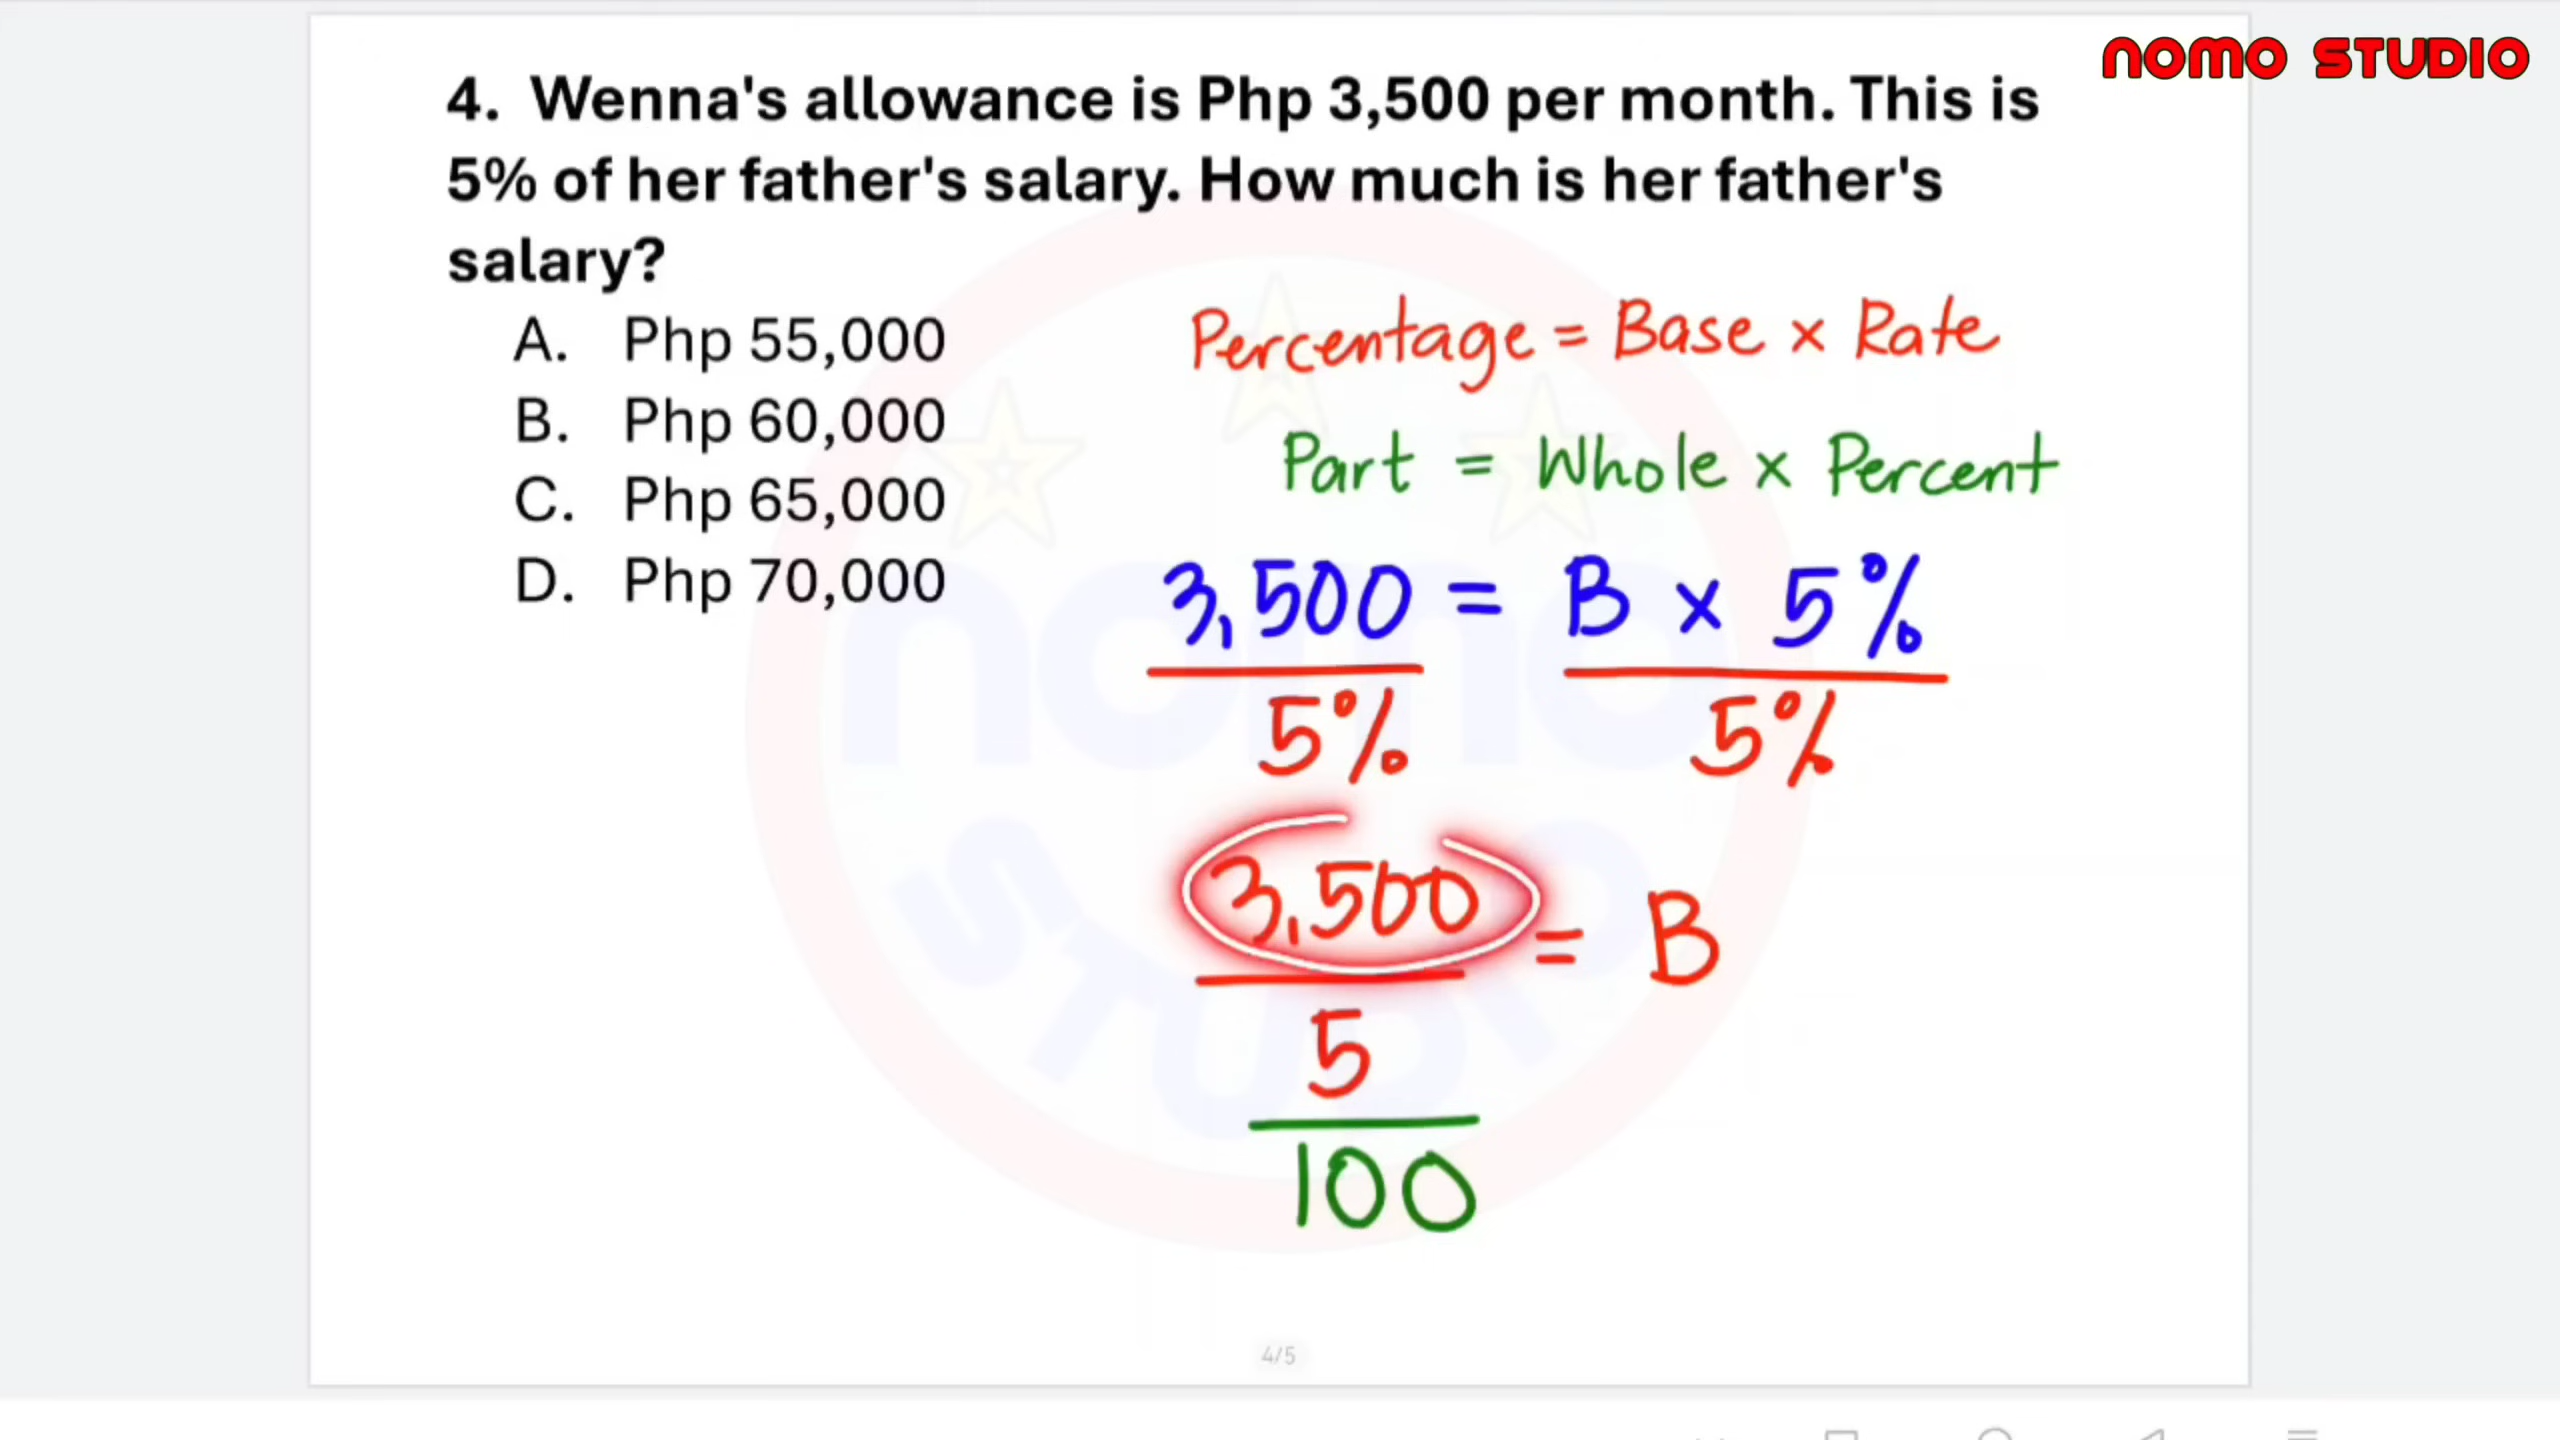 NOMO STUDIO
4. Wenna's allowance is Php 3,500 per month. This is
5% of her father's salary. How much is her father's
salary?
A. Php 55,000
B. Php 60,000
C. Php 65,000
D. Php 70,000
Percentage = Base x Rate
Part = Whole x Percent
3,500 = B x 5%
5% 5%
3,500 = B
5
100
nomo
STUDIO
4/5